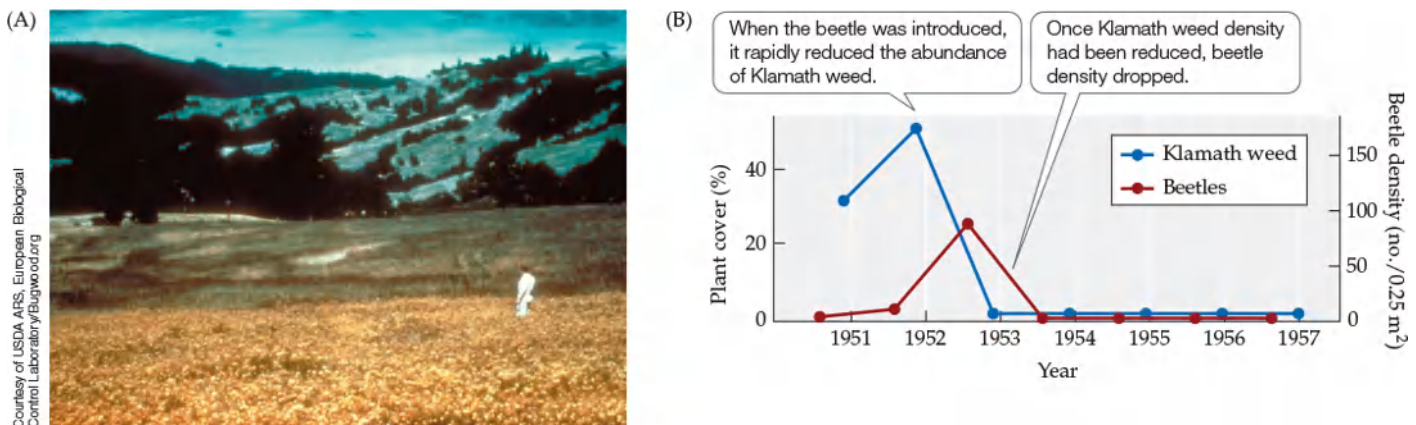 (A)
Courtesy of USDA ARS, European Biological
Control Laboratory/Bugwood.org
(B)
When the beetle was introduced,
it rapidly reduced the abundance
of Klamath weed.
Once Klamath weed density
had been reduced, beetle
density dropped.
Plant cover (%)
40
20
0
Klamath weed
Beetles
150
100
50
0
Beetle density (no./0.25 m²)
1951 1952 1953 1954 1955 1956 1957
Year